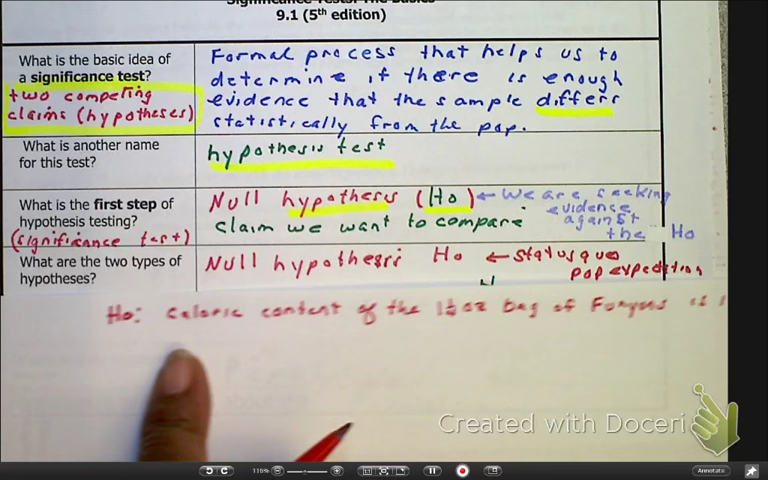 Significance Tests: The Basics
9.1 (5th edition)
What is the basic idea of
a significance test?
two competing
claims (hypotheses)
Formal process that helps us to
determine if there is enough
evidence that the sample differs
statistically from the pop.
What is another name
for this test?
hypothesis test
What is the first step of
hypothesis testing?
(significance test)
Null hypothesis (Ho) ← we are seeking
evidence
against
the Ho
claim we want to compare
What are the two types of
hypotheses?
Null hypothesis Ho ← status quo
pop expectation
Ho: Caloric content of the 1½oz bag of Funyuns is
Created with Doceri
116%
Annotate